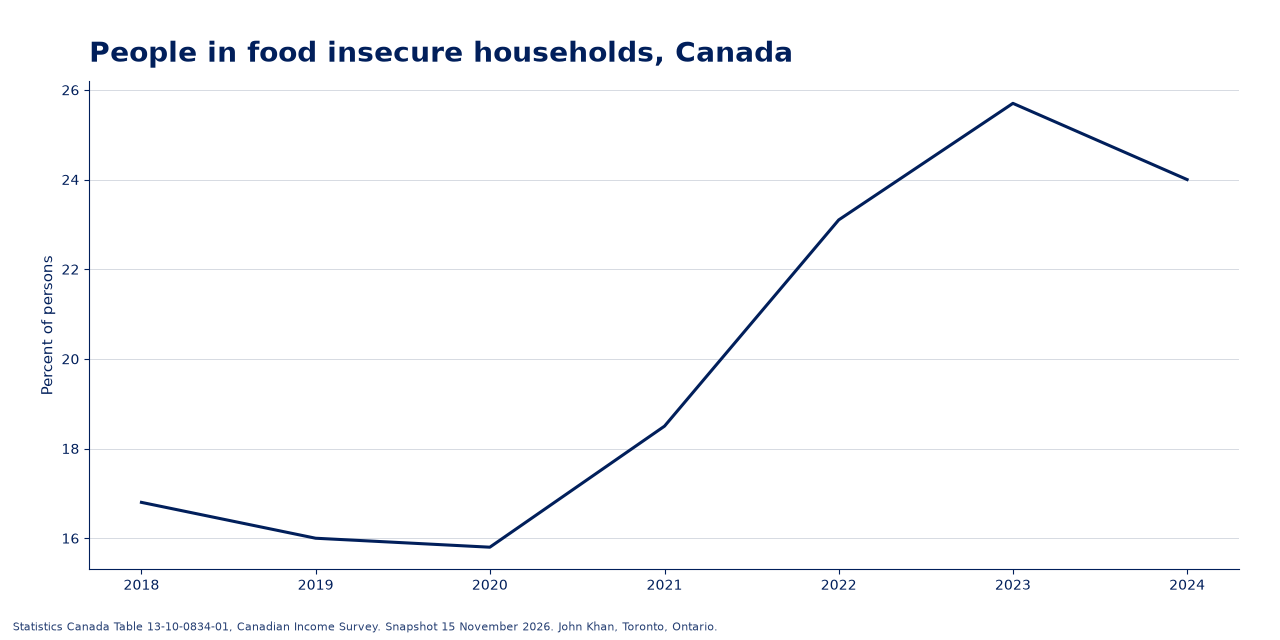 People in food insecure households, Canada
Percent of persons
26
24
22
20
18
16
2018 2019 2020 2021 2022 2023 2024
Statistics Canada Table 13-10-0834-01, Canadian Income Survey. Snapshot 15 November 2026. John Khan, Toronto, Ontario.